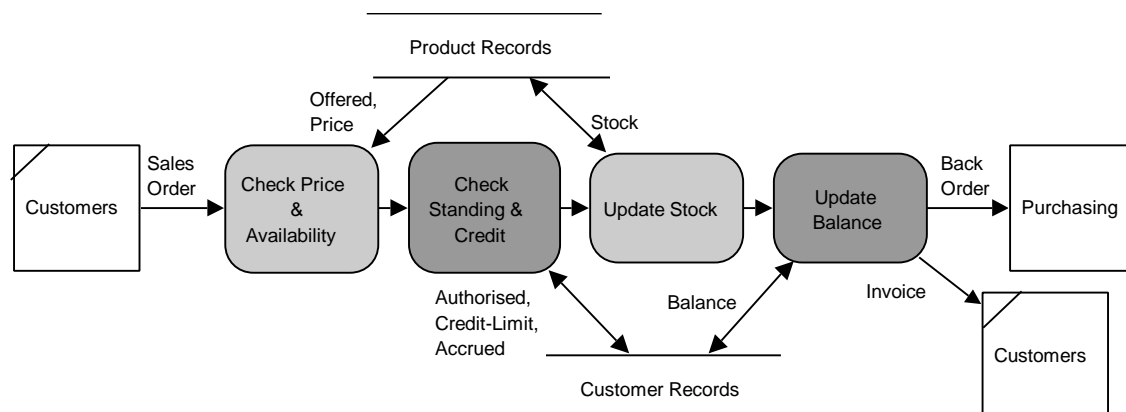 Product Records
Offered,
Price
Stock
Customers
Sales
Order
Check Price
&
Availability
Check
Standing &
Credit
Update Stock
Update
Balance
Back
Order
Purchasing
Authorised,
Credit-Limit,
Accrued
Balance
Invoice
Customers
Customer Records